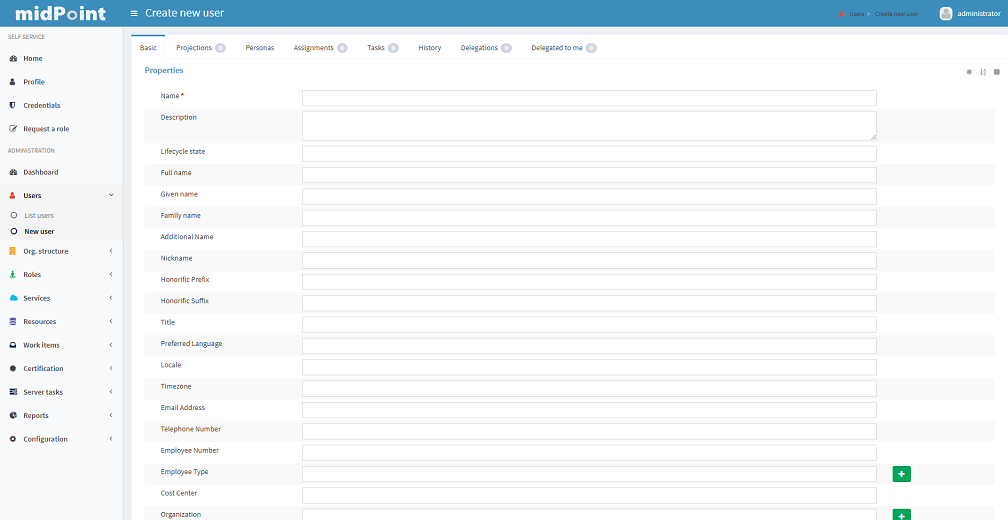 midPoint
Create new user
Users
Create new user
administrator
SELF SERVICE
Home
Profile
Credentials
Request a role
ADMINISTRATION
Dashboard
Users
List users
New user
Org. structure
Roles
Services
Resources
Work items
Certification
Server tasks
Reports
Configuration
Basic
Projections 0
Personas
Assignments 0
Tasks 0
History
Delegations 0
Delegated to me 0
Properties
Name *
Description
Lifecycle state
Full name
Given name
Family name
Additional Name
Nickname
Honorific Prefix
Honorific Suffix
Title
Preferred Language
Locale
Timezone
Email Address
Telephone Number
Employee Number
Employee Type
Cost Center
Organization